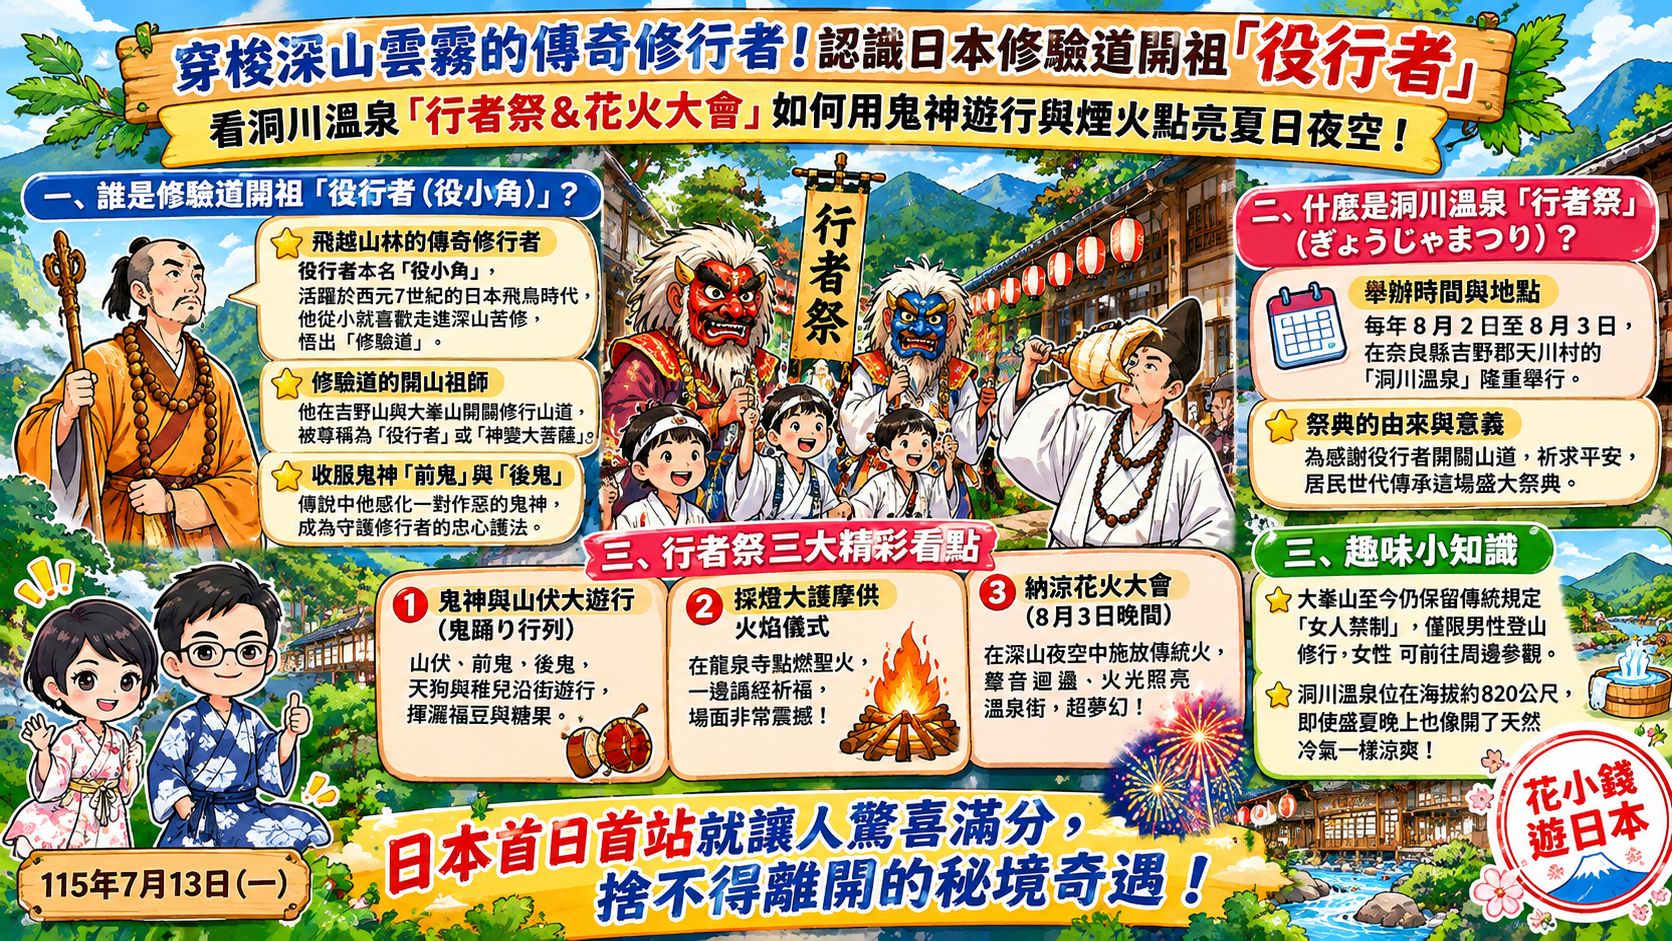 穿梭深山雲霧的傳奇修行者！認識日本修驗道開祖「役行者」
看洞川溫泉「行者祭&花火大會」如何用鬼神遊行與煙火點亮夏日夜空！
一、誰是修驗道開祖「役行者（役小角）」？
飛越山林的傳奇修行者
役行者本名「役小角」，
活躍於西元7世紀的日本飛鳥時代，
他從小就喜歡走進深山苦修，
悟出「修驗道」。
修驗道的開山祖師
他在吉野山與大峯山開闢修行山道，
被尊稱為「役行者」或「神變大菩薩」。
收服鬼神「前鬼」與「後鬼」
傳說中他感化一對作惡的鬼神，
成為守護修行者的忠心護法。
行者祭
二、什麼是洞川溫泉「行者祭」
（ぎょうじゃまつり）？
舉辦時間與地點
每年8月2日至8月3日，
在奈良縣吉野郡天川村的
「洞川溫泉」隆重舉行。
祭典的由來與意義
為感謝役行者開闢山道，祈求平安，
居民世代傳承這場盛大祭典。
三、行者祭三大精彩看點
1 鬼神與山伏大遊行
（鬼踊り行列）
山伏、前鬼，後鬼，
天狗與稚兒沿街遊行，
揮灑福豆與糖果。
2 採燈大護摩供
火焰儀式
在龍泉寺點燃聖火，
一邊誦經祈福，
場面非常震撼！
3 納涼花火大會
（8月3日晚間）
在深山夜空中施放傳統火，
聲音迴盪、火光照亮
溫泉街，超夢幻！
三、趣味小知識
大峯山至今仍保留傳統規定
「女人禁制」，僅限男性登山
修行，女性 可前往周邊參觀。
洞川溫泉位在海拔約820公尺，
即使盛夏晚上也像開了天然
冷氣一樣涼爽！
115年7月13日（一）
日本首日首站就讓人驚喜滿分，
捨不得離開的秘境奇遇！
花小錢
遊日本